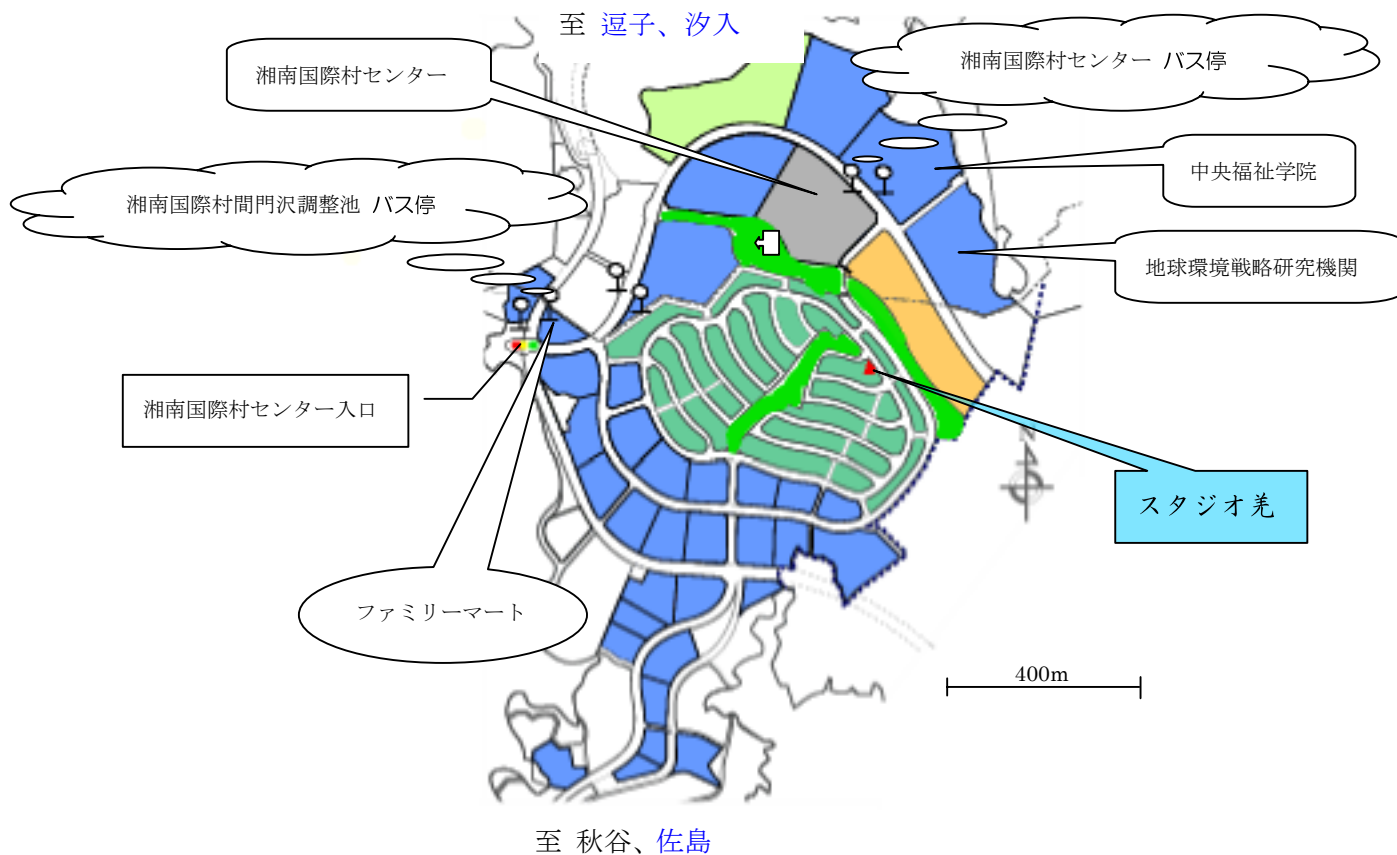 至 逗子、汐入
湘南国際村センター バス停
湘南国際村センター
中央福祉学院
湘南国際村間門沢調整池 バス停
地球環境戦略研究機関
湘南国際村センター入口
N
スタジオ羌
ファミリーマート
400m
至 秋谷、佐島